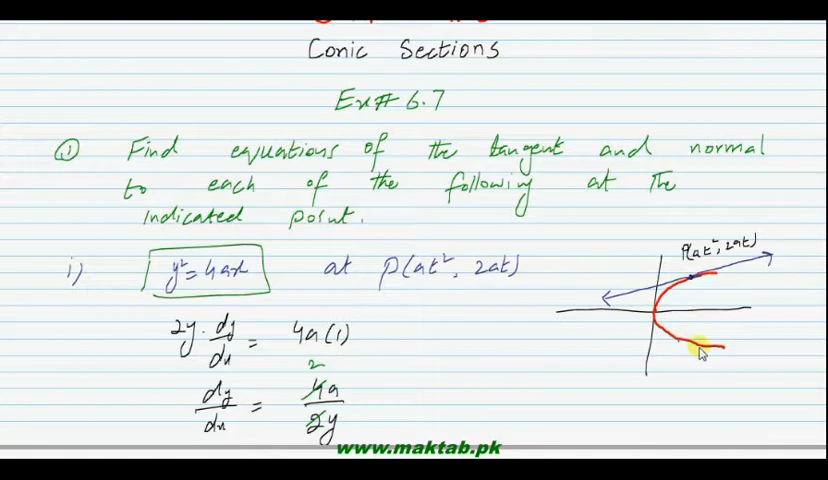 Conic Sections
Ex# 6.7
① Find equations of the tangent and normal
to each of the following at the
indicated point.
i) y² = 4ax at P(at², 2at)
P(at², 2at)
2y · dy/dx = 4a(1)
2
dy/dx = 4a/2y
www.maktab.pk